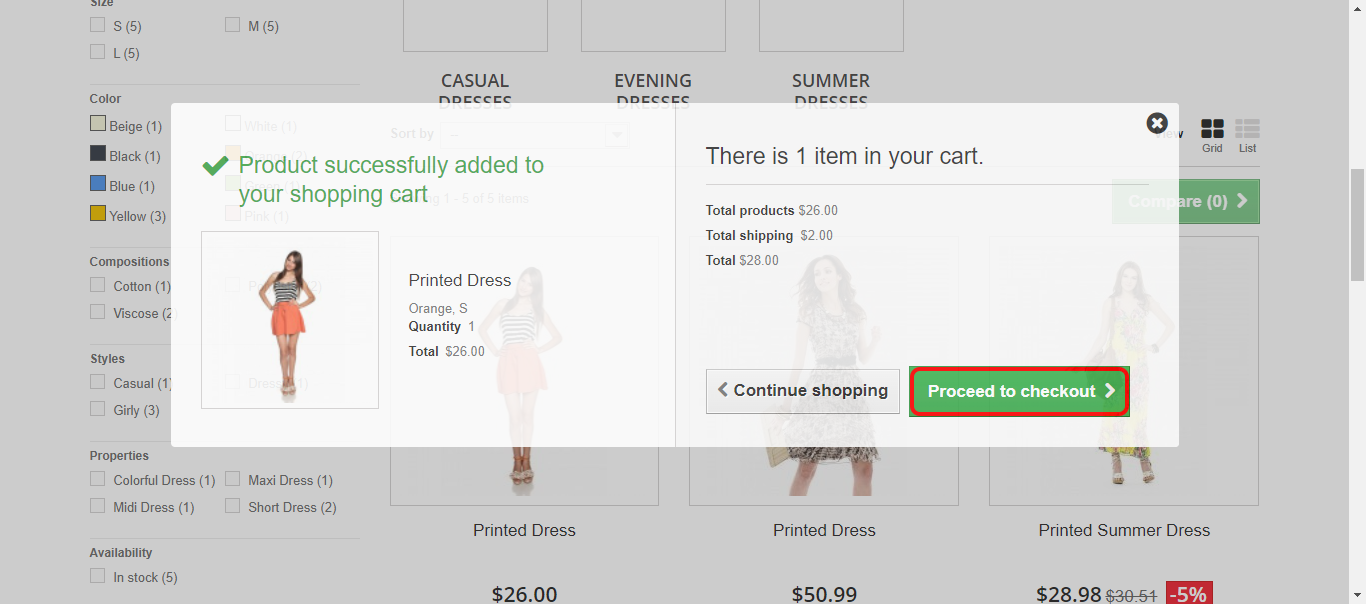 Size
S (5)
M (5)
L (5)
Color
Beige (1)
White (1)
Black (1)
Blue (1)
Yellow (3)
Pink (1)
Compositions
Cotton (1)
Viscose (2
Styles
Casual (1)
Girly (3)
Properties
Colorful Dress (1)
Maxi Dress (1)
Midi Dress (1)
Short Dress (2)
Availability
In stock (5)
CASUAL
DRESSES
EVENING
DRESSES
SUMMER
DRESSES
Sort by
--
View
Grid
List
1 - 5 of 5 items
Compare (0)
Product successfully added to
your shopping cart
Printed Dress
Orange, S
Quantity 1
Total $26.00
There is 1 item in your cart.
Total products $26.00
Total shipping $2.00
Total $28.00
Continue shopping
Proceed to checkout
Printed Dress
$26.00
Printed Dress
$50.99
Printed Summer Dress
$28.98 $30.51 -5%